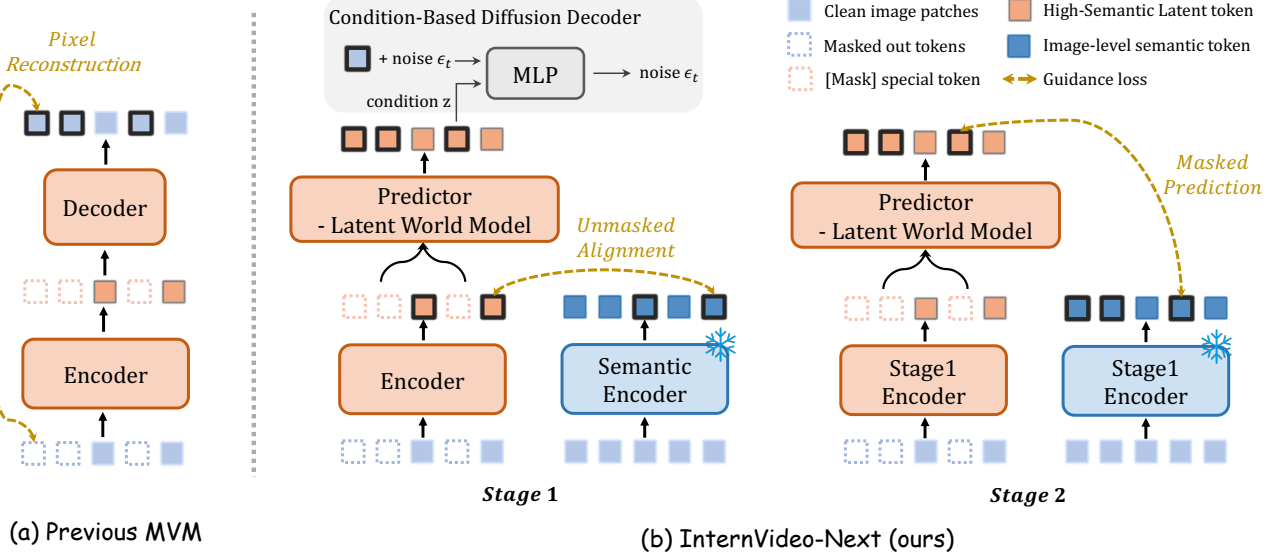 Pixel
Reconstruction
Decoder
Encoder
(a) Previous MVM
Condition-Based Diffusion Decoder
+ noise ϵₜ
MLP
noise ϵₜ
condition z
Predictor
- Latent World Model
Unmasked
Alignment
Encoder
Semantic
Encoder
Stage 1
Clean image patches
Masked out tokens
[Mask] special token
High-Semantic Latent token
Image-level semantic token
Guidance loss
Predictor
- Latent World Model
Masked
Prediction
Stage1
Encoder
Stage1
Encoder
Stage 2
(b) InternVideo-Next (ours)